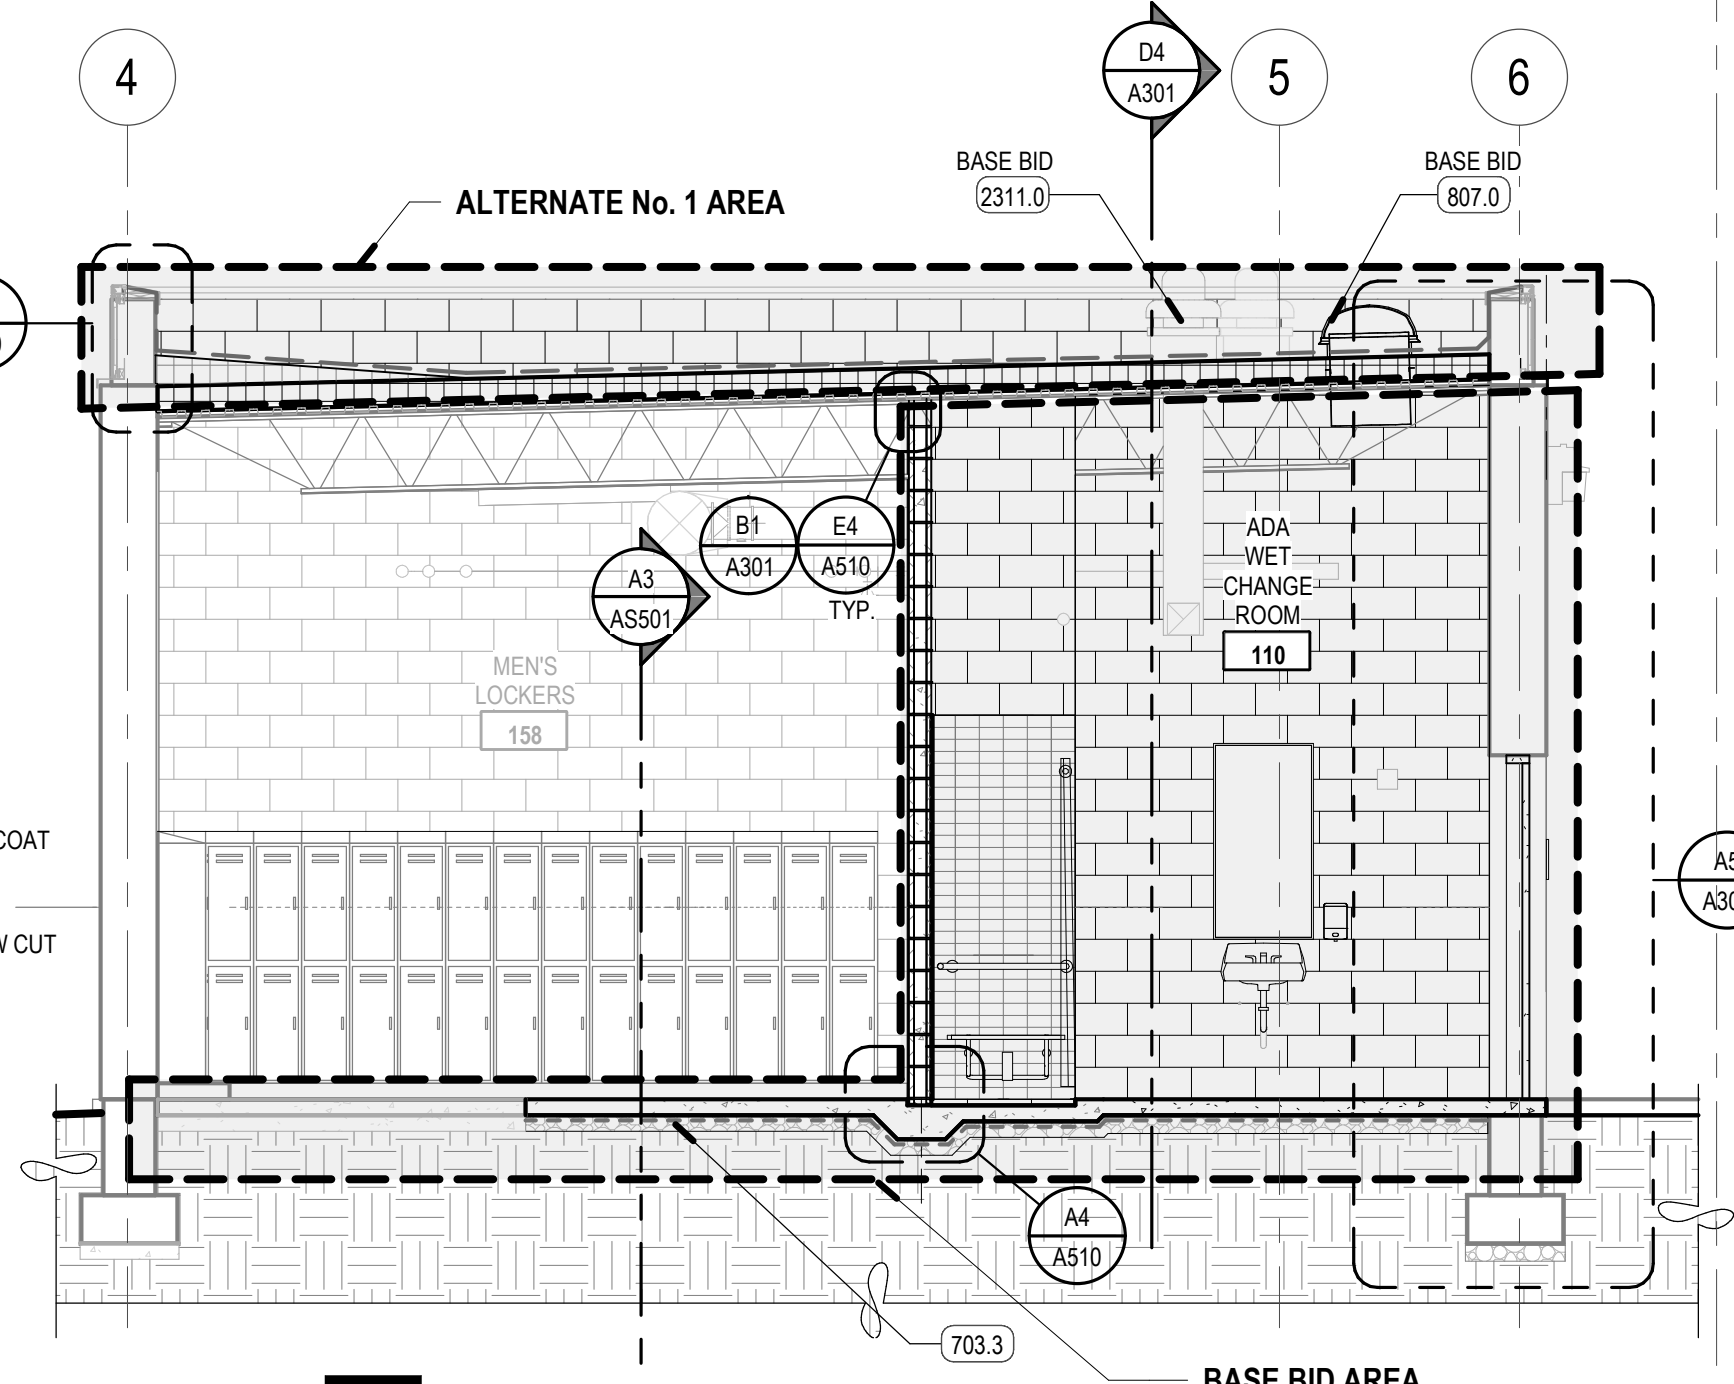 4
D4
A301
5
6
BASE BID
2311.0
BASE BID
807.0
ALTERNATE No. 1 AREA
B1
A301
E4
A510
TYP.
A3
AS501
ADA
WET
CHANGE
ROOM
110
MEN'S
LOCKERS
158
COAT
CUT
A4
A510
703.3
BASE BID AREA